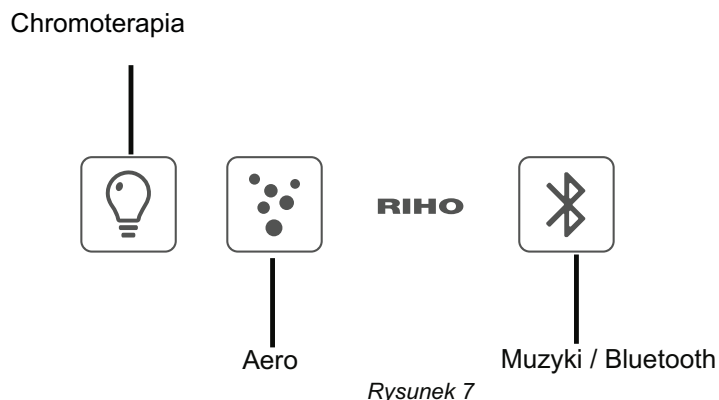 Chromoterapia
RIHO
Aero
Muzyki / Bluetooth
Rysunek 7